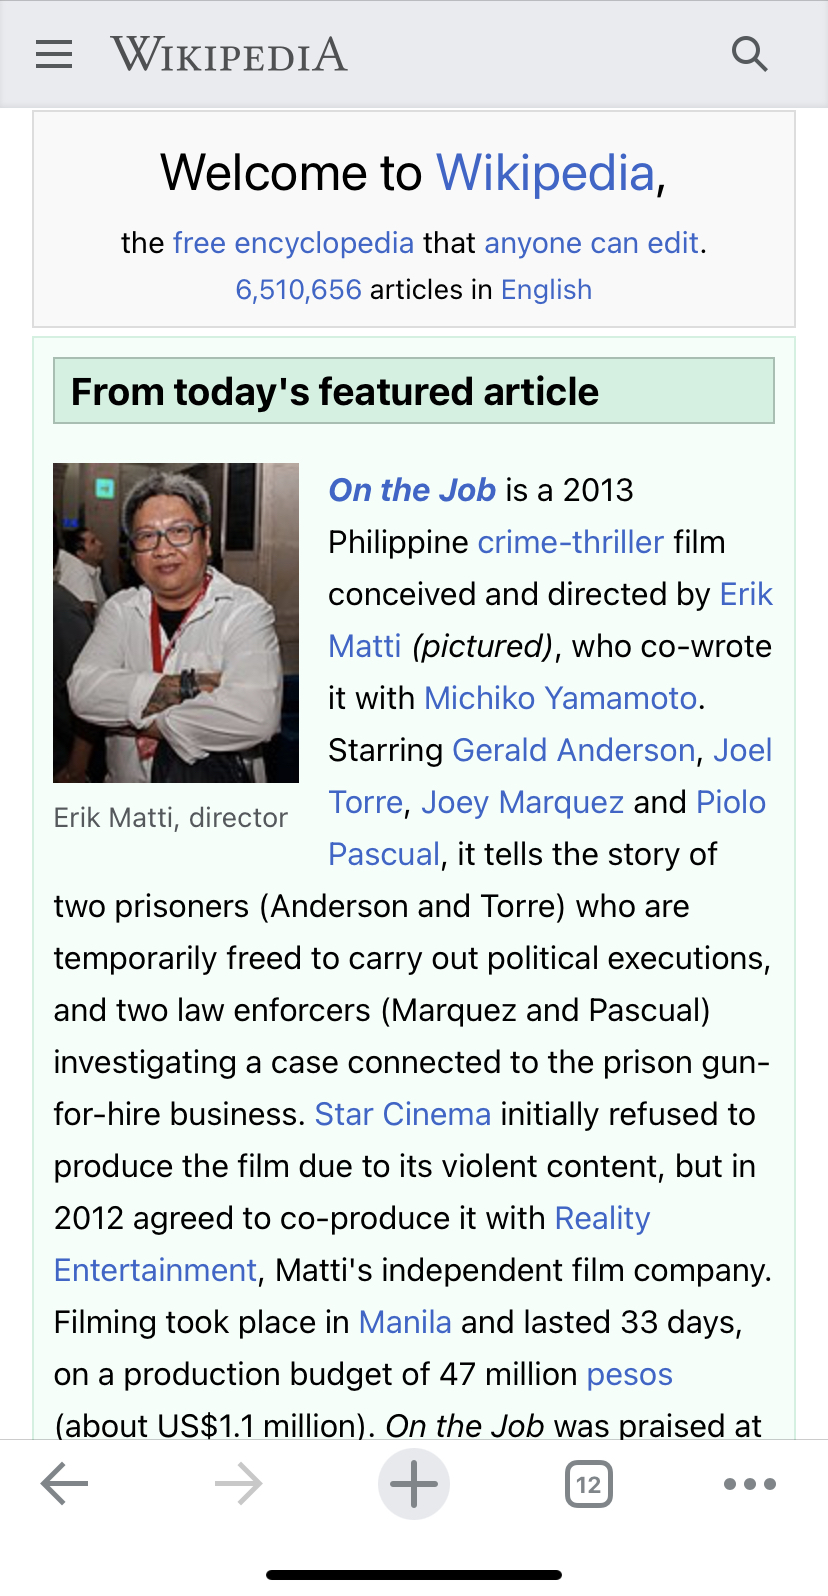 WIKIPEDIA
Welcome to Wikipedia,
the free encyclopedia that anyone can edit.
6,510,656 articles in English
From today's featured article
On the Job is a 2013
Philippine crime-thriller film
conceived and directed by Erik
Matti (pictured), who co-wrote
it with Michiko Yamamoto.
Starring Gerald Anderson, Joel
Torre, Joey Marquez and Piolo
Pascual, it tells the story of
Erik Matti, director
two prisoners (Anderson and Torre) who are
temporarily freed to carry out political executions,
and two law enforcers (Marquez and Pascual)
investigating a case connected to the prison gun-
for-hire business. Star Cinema initially refused to
produce the film due to its violent content, but in
2012 agreed to co-produce it with Reality
Entertainment, Matti's independent film company.
Filming took place in Manila and lasted 33 days,
on a production budget of 47 million pesos
(about US$1.1 million). On the Job was praised at
12